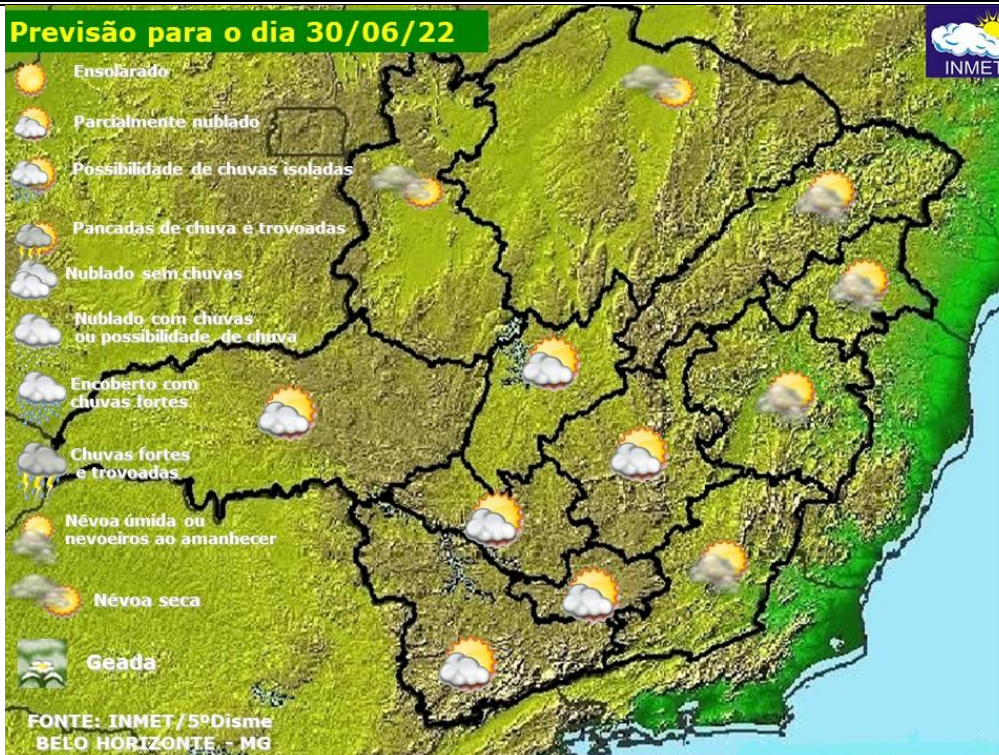 Previsão para o dia 30/06/22
INMET
Ensolarado
Parcialmente nublado
Possibilidade de chuvas isoladas
Pancadas de chuva e trovoadas
Nublado sem chuvas
Nublado com chuvas
ou possibilidade de chuva
Encoberto com
chuvas fortes
Chuvas fortes
e trovoadas
Névoa úmida ou
nevoeiros ao amanhecer
Névoa seca
Geada
FONTE: INMET/5ºDisme
BELO HORIZONTE - MG